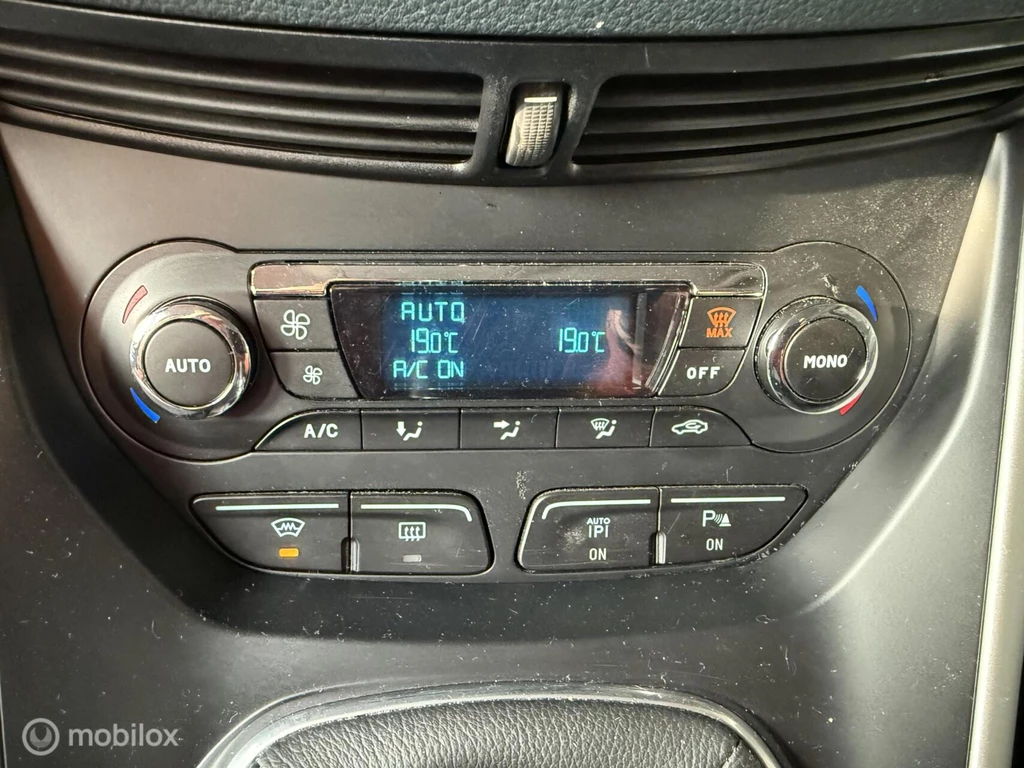 AUTO
19.0°C 19.0°C
A/C ON
AUTO
MAX
OFF
MONO
A/C
AUTO
P
ON
P
ON
mobilox